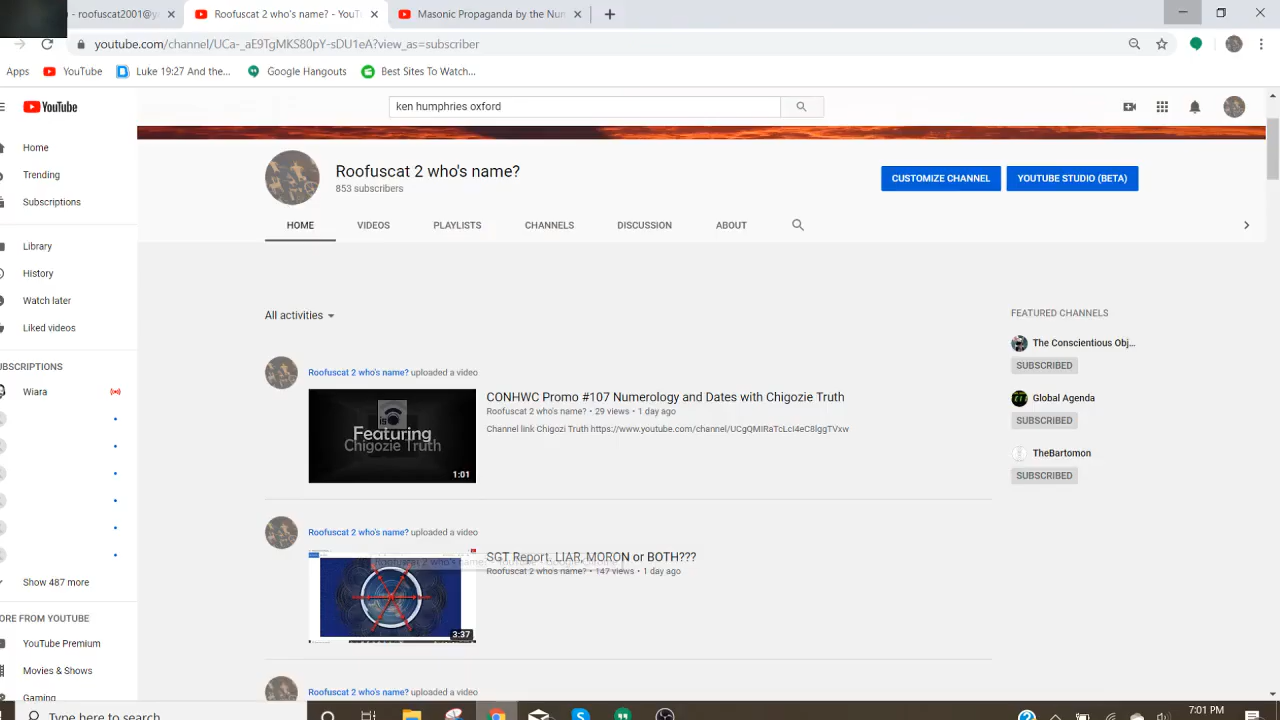 - roofuscat2001@y
Roofuscat 2 who's name? - YouT
Masonic Propaganda by the Num
youtube.com/channel/UCa-_aE9TgMKS80pY-sDU1eA?view_as=subscriber
Apps
YouTube
Luke 19:27 And the...
Google Hangouts
Best Sites To Watch...
YouTube
ken humphries oxford
Home
Trending
Subscriptions
Library
History
Watch later
Liked videos
UBSCRIPTIONS
Wiara
Show 487 more
ORE FROM YOUTUBE
YouTube Premium
Movies & Shows
Gaming
Roofuscat 2 who's name?
853 subscribers
CUSTOMIZE CHANNEL
YOUTUBE STUDIO (BETA)
HOME
VIDEOS
PLAYLISTS
CHANNELS
DISCUSSION
ABOUT
All activities
Roofuscat 2 who's name? uploaded a video
is
Featuring
Chigozie Truth
1:01
CONHWC Promo #107 Numerology and Dates with Chigozie Truth
Roofuscat 2 who's name? • 29 views • 1 day ago
Channel link Chigozi Truth https://www.youtube.com/channel/UCgQMIRaTcLcI4eC8IggTVxw
Roofuscat 2 who's name? uploaded a video
3:37
SGT Report. LIAR, MORON or BOTH???
Roofuscat 2 who's name? • 147 views • 1 day ago
Roofuscat 2 who's name? uploaded a video
FEATURED CHANNELS
The Conscientious Obj...
SUBSCRIBED
Global Agenda
SUBSCRIBED
TheBartomon
SUBSCRIBED
Type here to search
7:01 PM